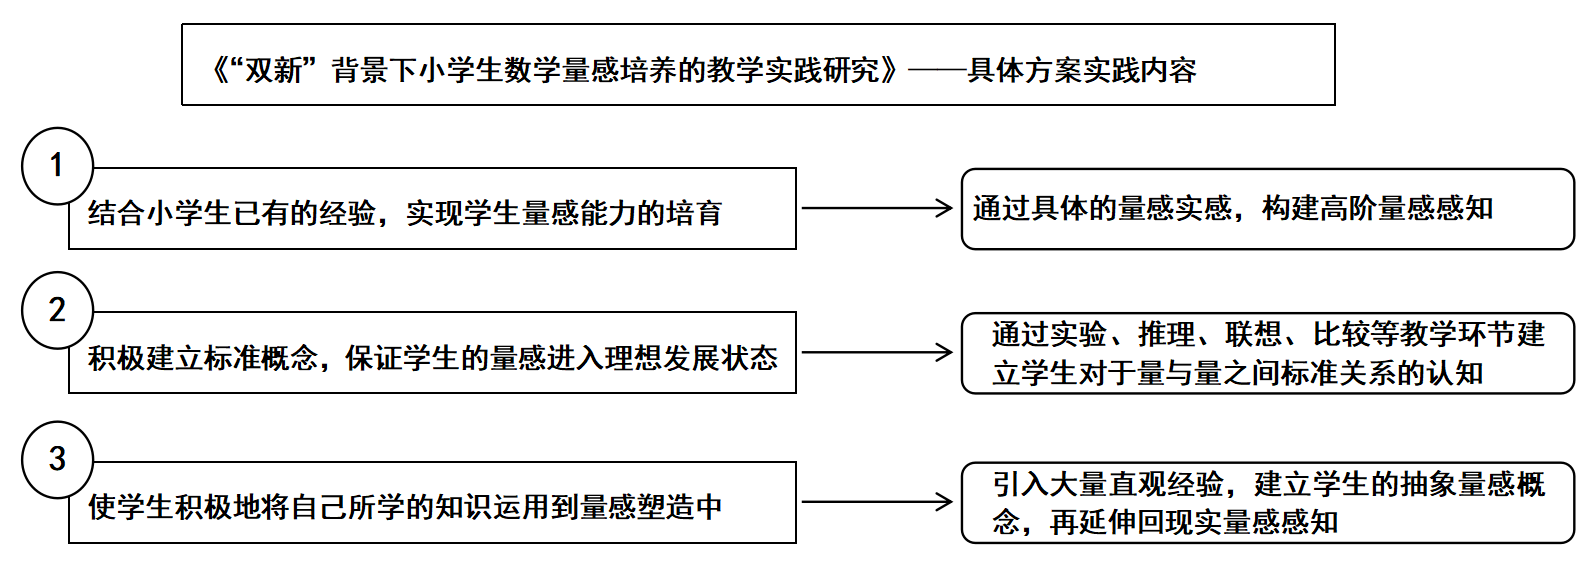 《“双新”背景下小学生数学量感培养的教学实践研究》——具体方案实践内容
1
结合小学生已有的经验，实现学生量感能力的培育
通过具体的量感实感，构建高阶量感感知
2
积极建立标准概念，保证学生的量感进入理想发展状态
通过实验、推理、联想、比较等教学环节建
立学生对于量与量之间标准关系的认知
3
使学生积极地将自己所学的知识运用到量感塑造中
引入大量直观经验，建立学生的抽象量感概
念，再延伸回现实量感感知